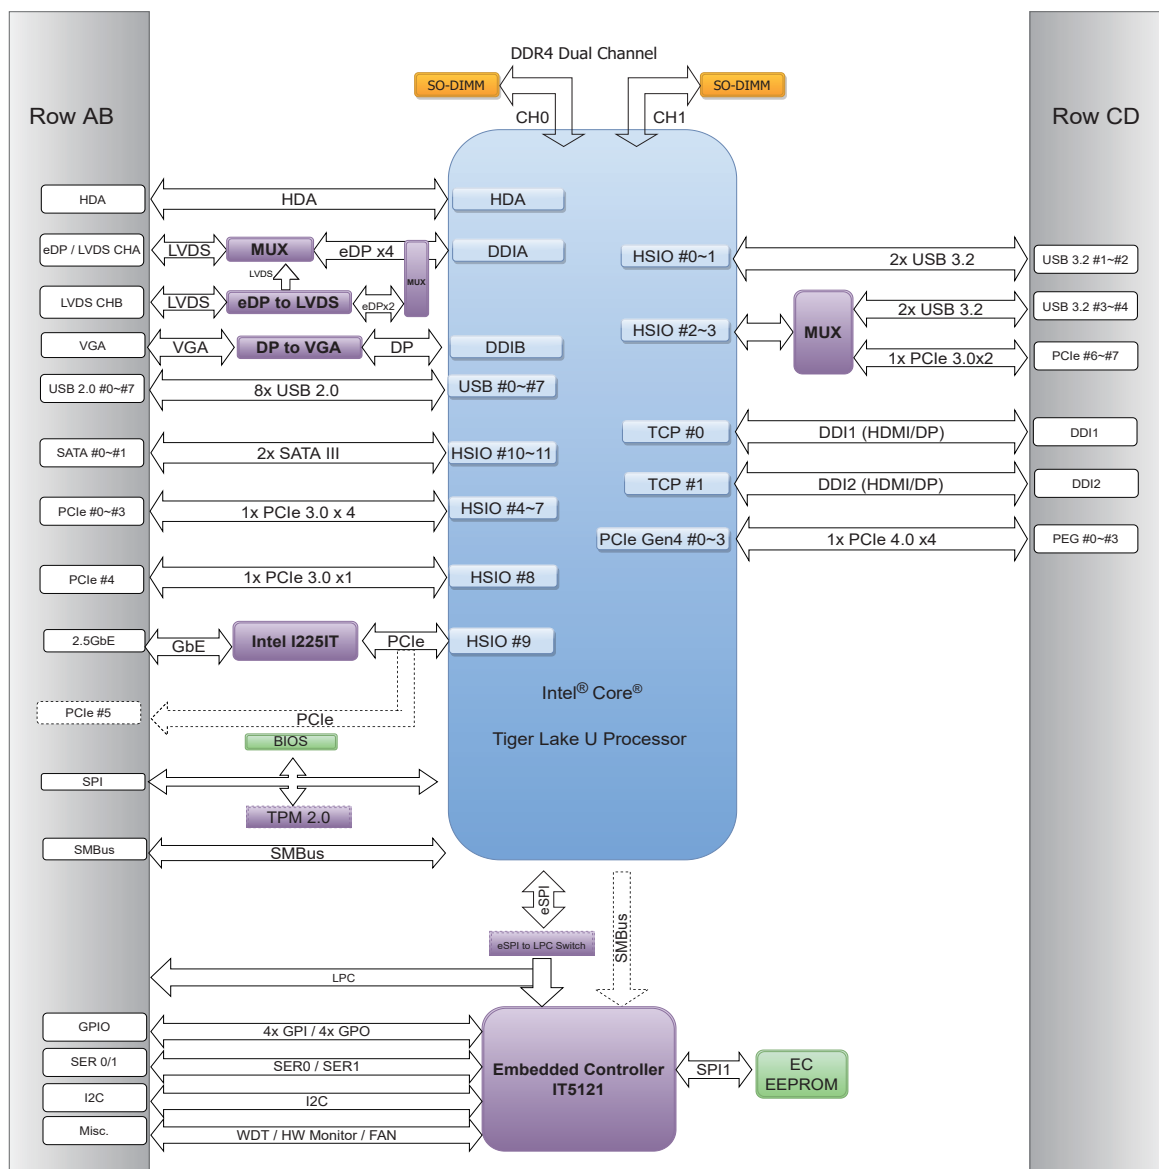 DDR4 Dual Channel
SO-DIMM
SO-DIMM
CH0
CH1
Row AB
Row CD
HDA
HDA
HDA
eDP / LVDS CHA
LVDS
MUX
eDP x4
DDIA
LVDS
MUX
LVDS CHB
LVDS
eDP to LVDS
eDPx2
VGA
VGA
DP to VGA
DP
DDIB
USB 2.0 #0~#7
8x USB 2.0
USB #0~#7
SATA #0~#1
2x SATA III
HSIO #10~11
PCIe #0~#3
1x PCIe 3.0 x 4
HSIO #4~7
PCIe #4
1x PCIe 3.0 x1
HSIO #8
2.5GbE
GbE
Intel I225IT
PCIe
HSIO #9
PCIe #5
PCIe
BIOS
SPI
TPM 2.0
SMBus
SMBus
HSIO #0~1
2x USB 3.2
USB 3.2 #1~#2
HSIO #2~3
MUX
2x USB 3.2
USB 3.2 #3~#4
1x PCIe 3.0x2
PCIe #6~#7
TCP #0
DDI1 (HDMI/DP)
DDI1
TCP #1
DDI2 (HDMI/DP)
DDI2
PCIe Gen4 #0~3
1x PCIe 4.0 x4
PEG #0~#3
Intel® Core®
Tiger Lake U Processor
eSPI
SMBus
eSPI to LPC Switch
LPC
GPIO
4x GPI / 4x GPO
SER 0/1
SER0 / SER1
I2C
I2C
Misc.
WDT / HW Monitor / FAN
Embedded Controller
IT5121
SPI1
EC
EEPROM